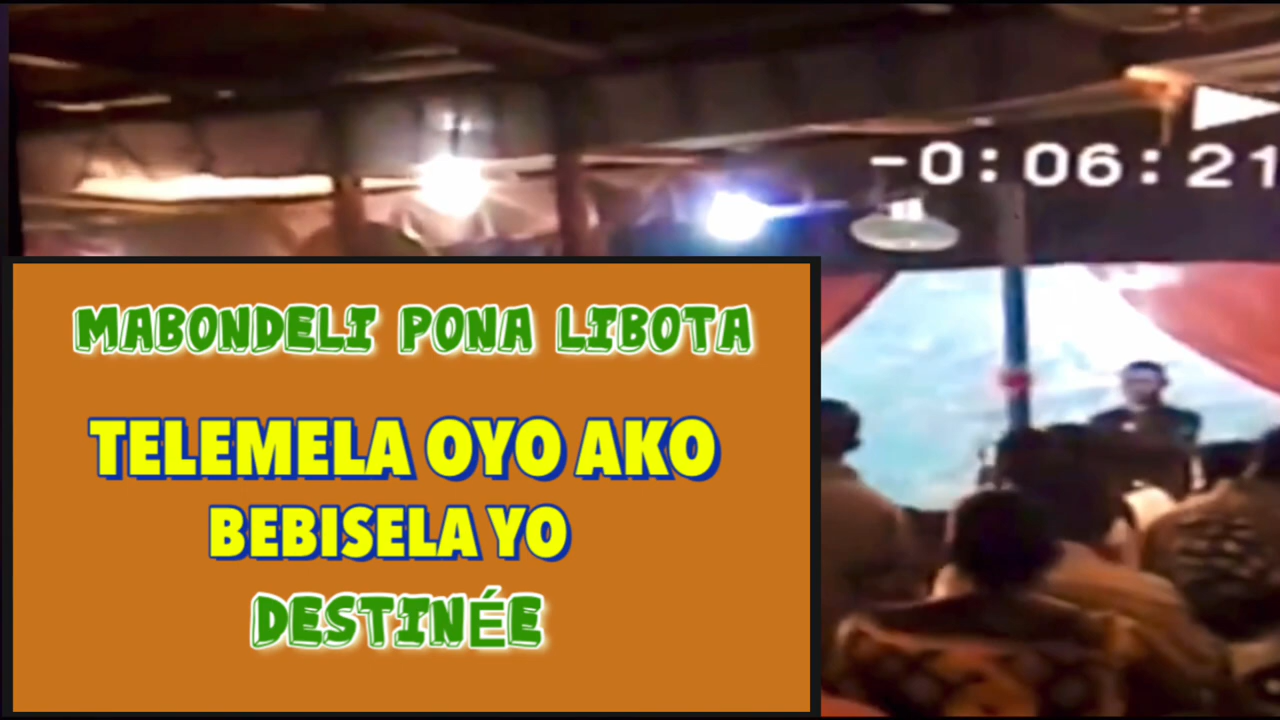 -0:06:21
MABONDELI PONA LIBOTA
TELEMELA OYO AKO
BEBISELA YO
DESTINÉE